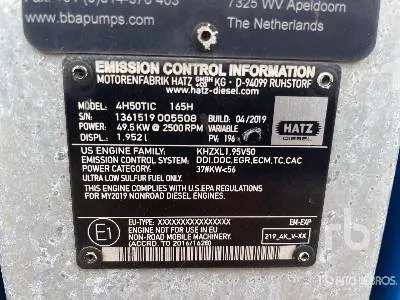 7325 WV Apeldoorn
www.bbapumps.com The Netherlands
EMISSION CONTROL INFORMATION
MOTORENFABRIK HATZ GMBH KG · D-94099 RUHSTORF
www.hatz-diesel.com
MODEL: 4H50TIC 165H
S/N: 1361519 005508 BUILD: 04/2019
POWER: 49.5 KW @ 2500 RPM VARIABLE
DISPL.: 1.952 L PV: 196
HATZ
DIESEL
US ENGINE FAMILY: KHZXL1.95V50
EMISSION CONTROL SYSTEM: DDI,DOC,EGR,ECM,TC,CAC
POWER CATEGORY: 37≤KW<56
ULTRA LOW SULFUR FUEL ONLY.
THIS ENGINE COMPLIES WITH U.S.EPA REGULATIONS
FOR MY2019 NONROAD DIESEL ENGINES.
E1
EU-TYPE: XXXXXXXXXXXXXXXXX
ENGINE NOT FOR USE IN EU
NON-ROAD MOBILE MACHINERY
(ACCRD. TO 2016/1628)
EM-EXP
219_AK_V-XX
rb